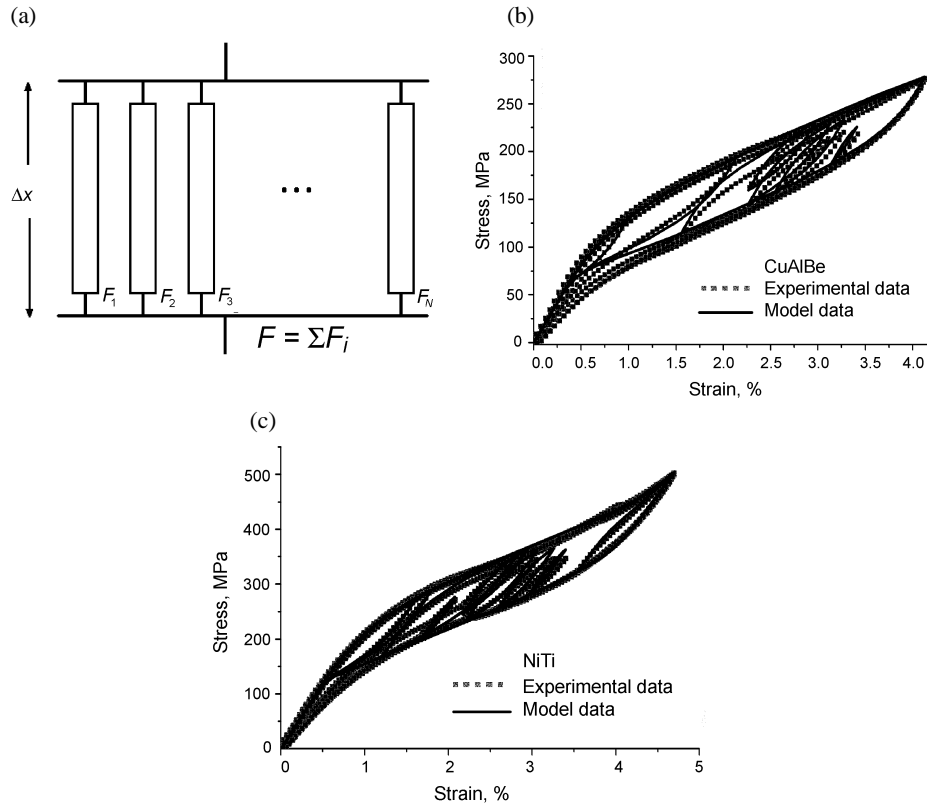 (a)
Δx
F1
F2
F3
...
FN
F = ΣFi
(b)
Stress, MPa
300
250
200
150
100
50
0
0.0 0.5 1.0 1.5 2.0 2.5 3.0 3.5 4.0
Strain, %
CuAlBe
Experimental data
Model data
(c)
Stress, MPa
500
400
300
200
100
0
0 1 2 3 4 5
Strain, %
NiTi
Experimental data
Model data